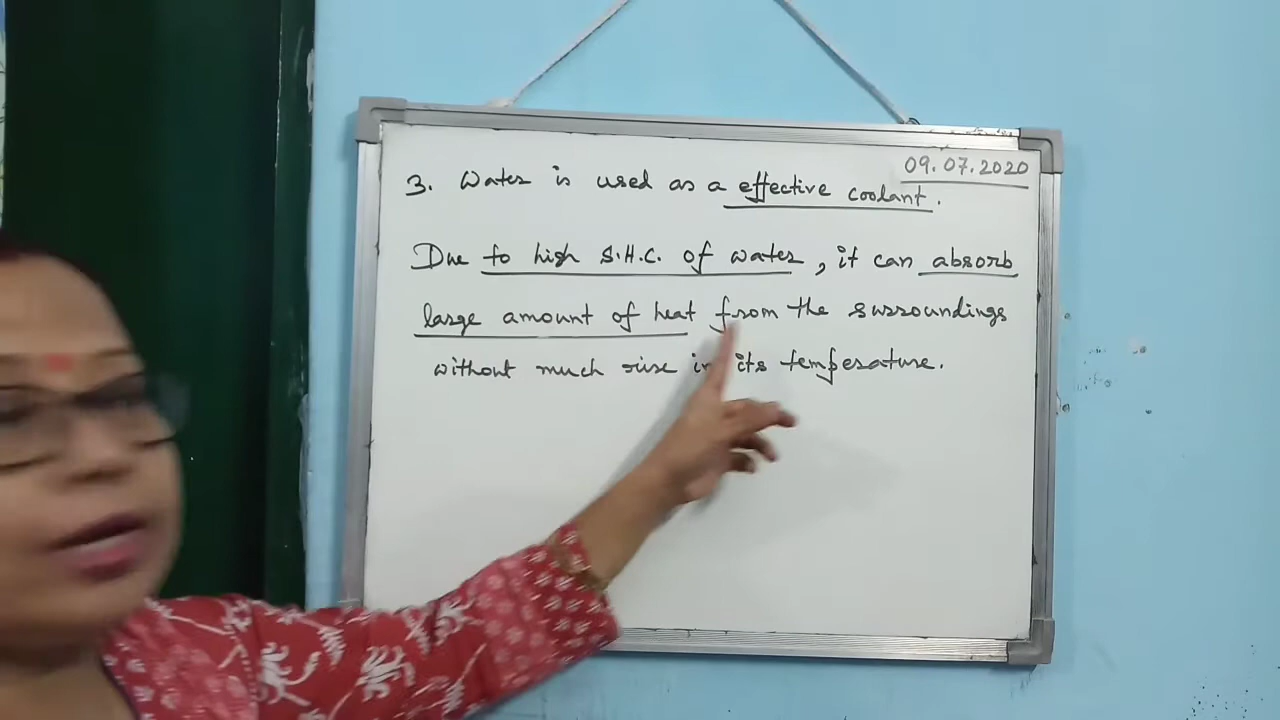 09.07.2020
3. Water is used as a effective coolant.
Due to high S.H.C. of water, it can absorb
large amount of heat from the surroundings
without much rise in its temperature.